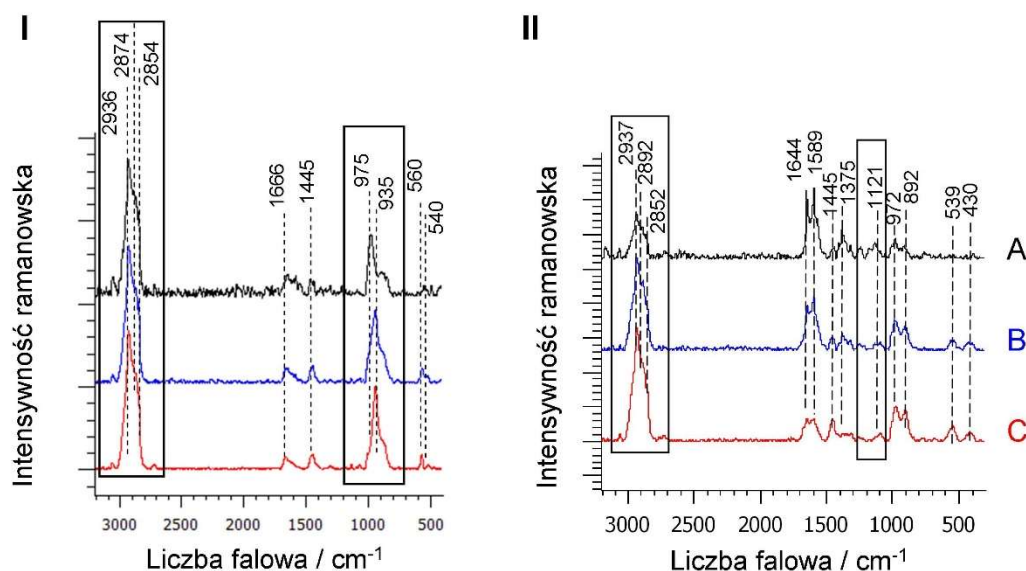 I
2936
2874
2854
1666
1445
975
935
560
540
Intensywność ramanowska
3000 2500 2000 1500 1000 500
Liczba falowa / cm⁻¹
II
2937
2892
2852
1644
1589
1445
1375
1121
972
892
539
430
A
B
C
Intensywność ramanowska
3000 2500 2000 1500 1000 500
Liczba falowa / cm⁻¹